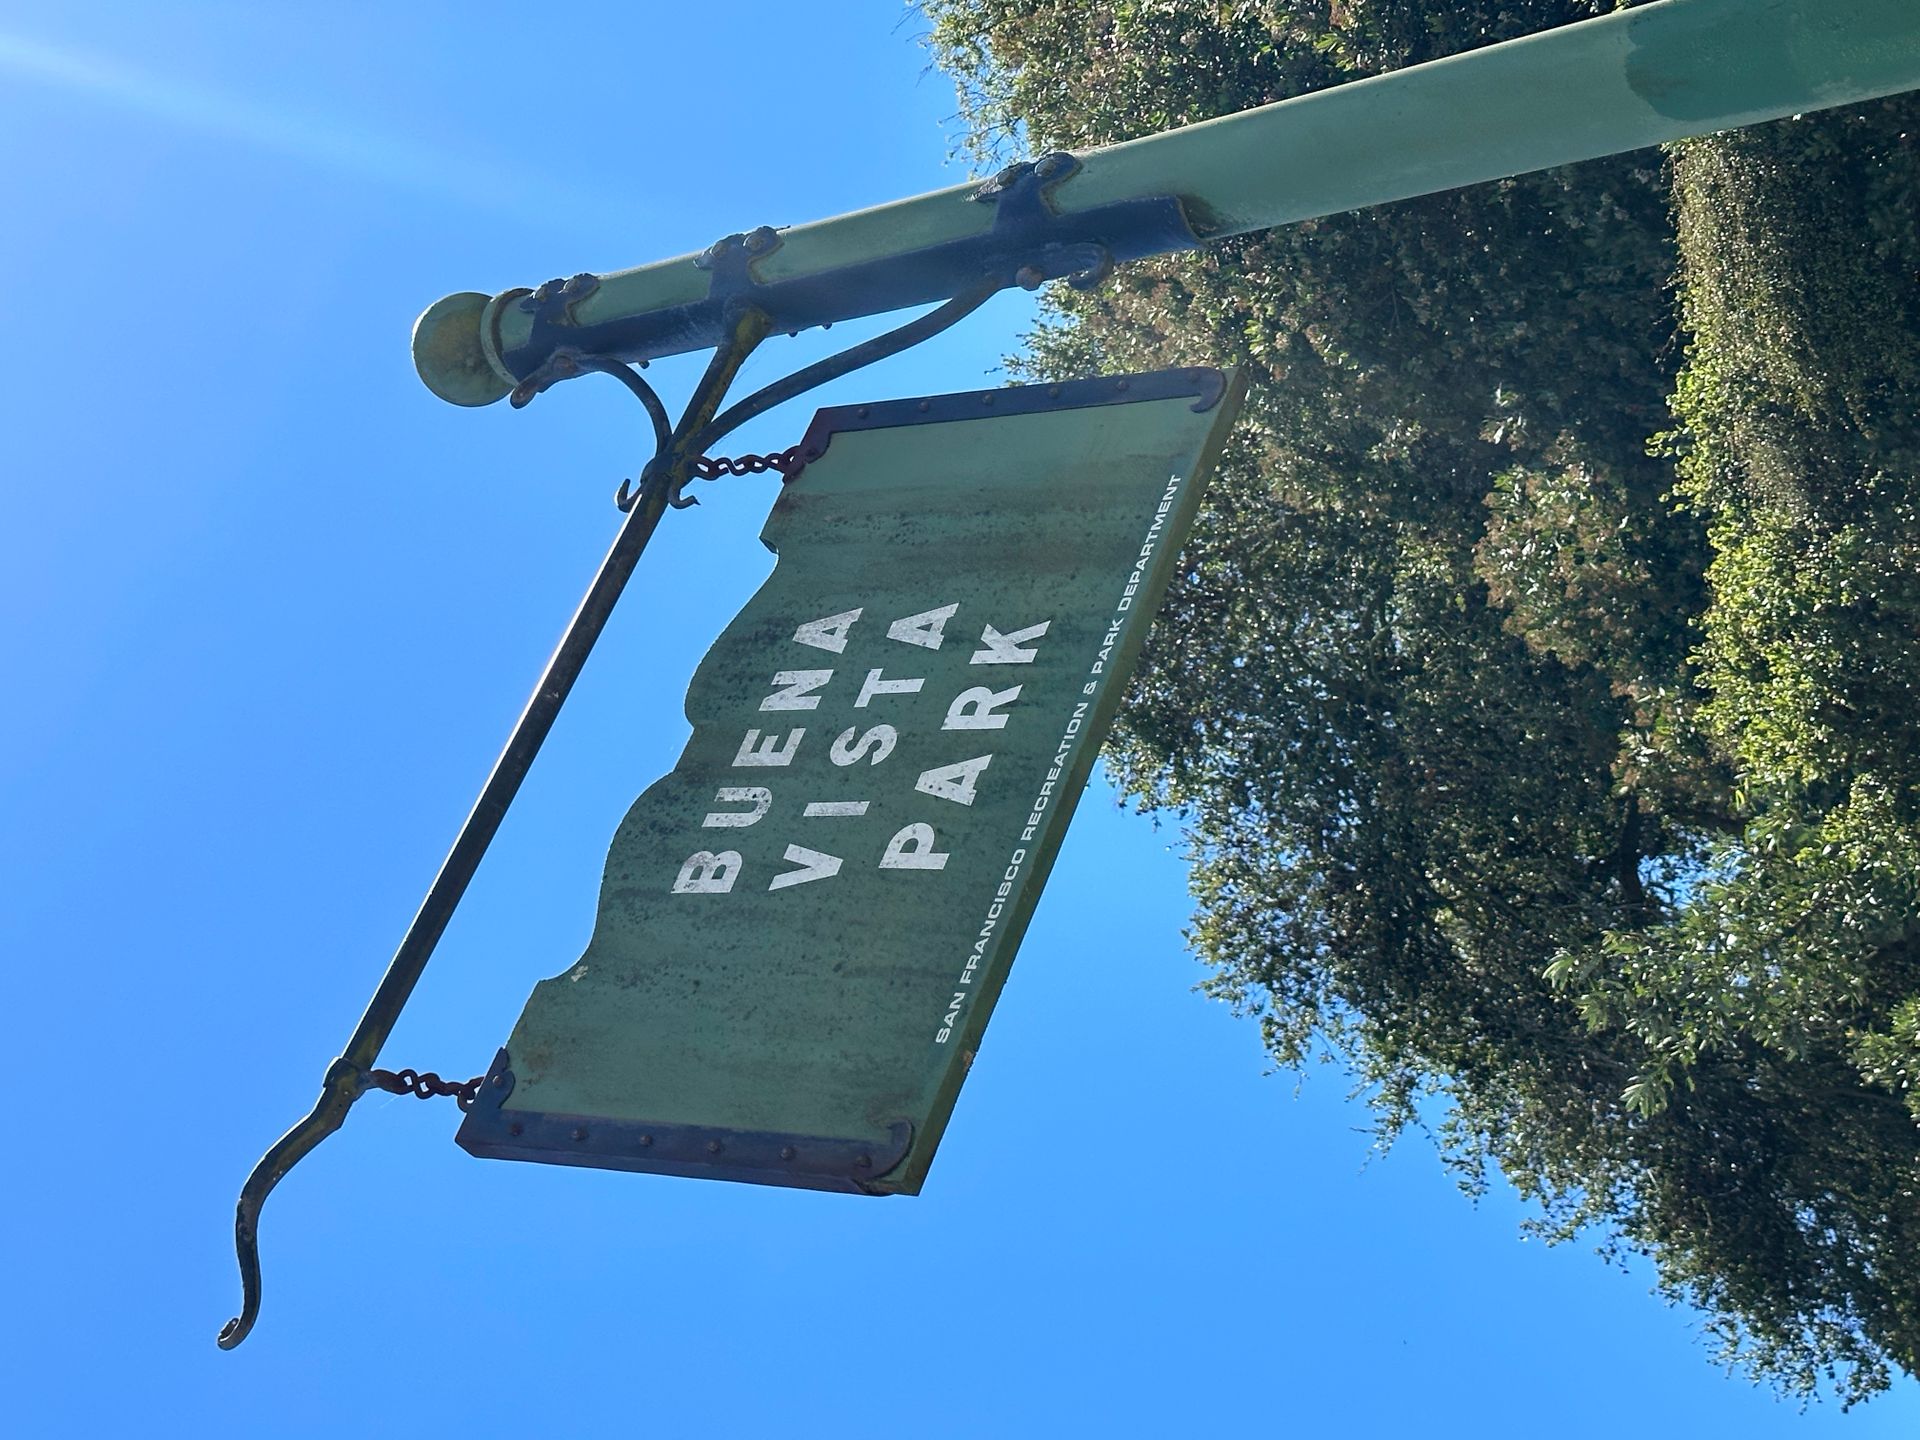 BUENA
VISTA
PARK
SAN FRANCISCO RECREATION & PARK DEPARTMENT